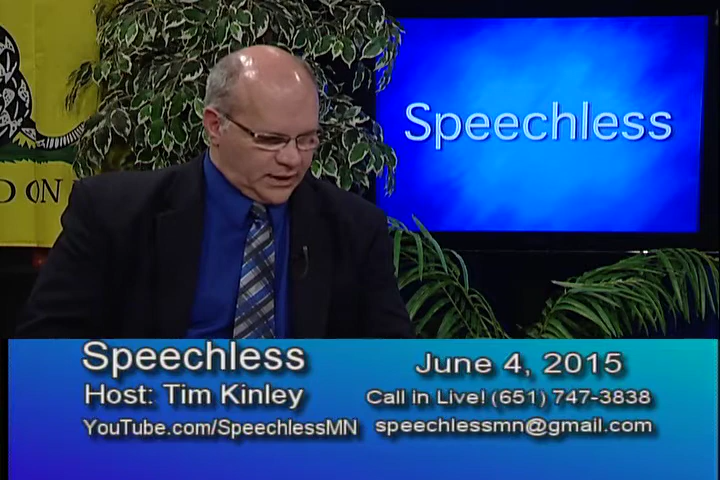 Speechless
D ON
Speechless
Host: Tim Kinley
YouTube.com/SpeechlessMN
June 4, 2015
Call in Live! (651) 747-3838
speechlessmn@gmail.com